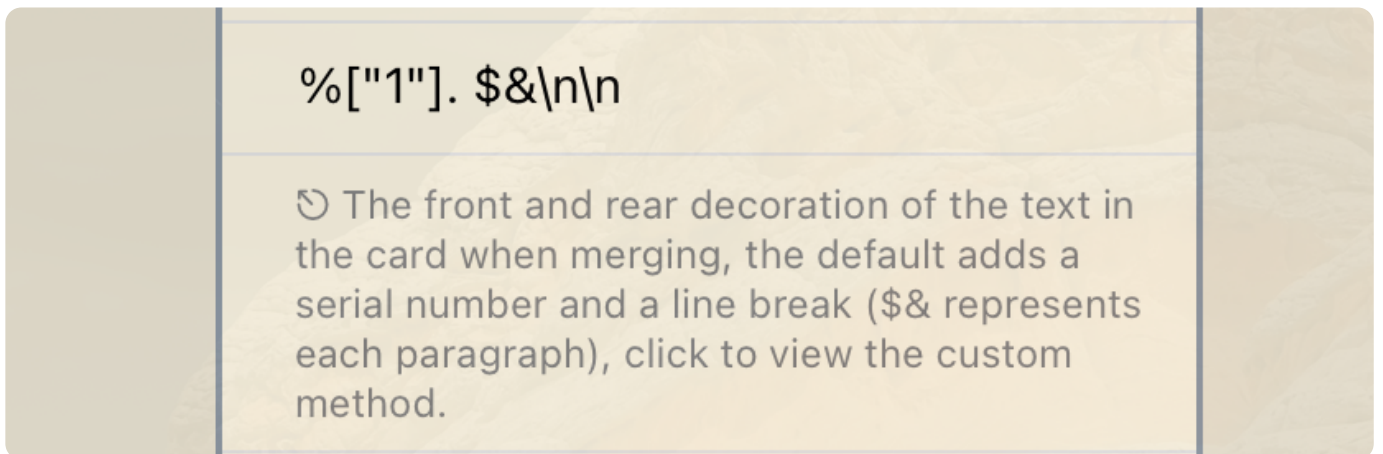 %["1"]. $&\n\n
The front and rear decoration of the text in
the card when merging, the default adds a
serial number and a line break ($& represents
each paragraph), click to view the custom
method.